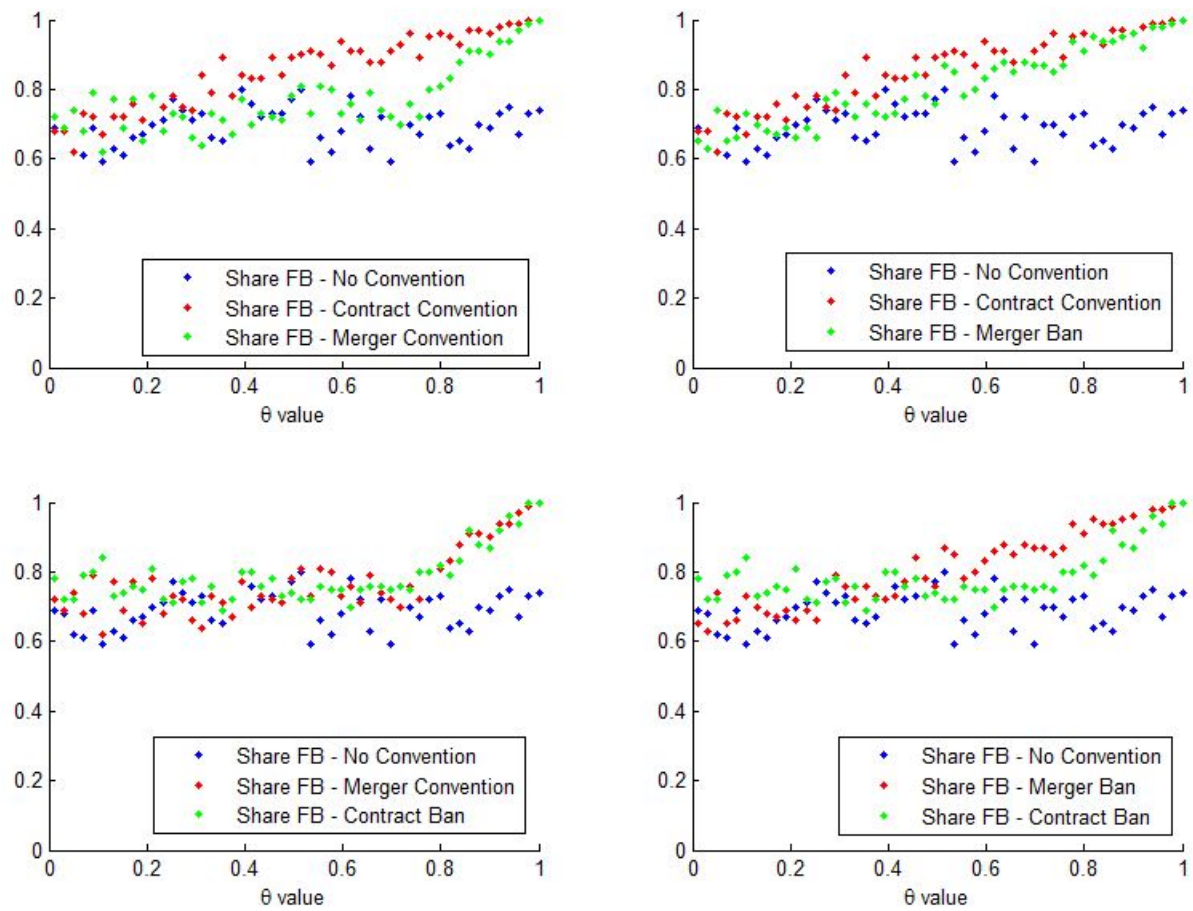 1
0.8
0.6
0.4
0.2
0
Share FB - No Convention
Share FB - Contract Convention
Share FB - Merger Convention
0 0.2 0.4 0.6 0.8 1
θ value
1
0.8
0.6
0.4
0.2
0
Share FB - No Convention
Share FB - Contract Convention
Share FB - Merger Ban
0 0.2 0.4 0.6 0.8 1
θ value
1
0.8
0.6
0.4
0.2
0
Share FB - No Convention
Share FB - Merger Convention
Share FB - Contract Ban
0 0.2 0.4 0.6 0.8 1
θ value
1
0.8
0.6
0.4
0.2
0
Share FB - No Convention
Share FB - Merger Ban
Share FB - Contract Ban
0 0.2 0.4 0.6 0.8 1
θ value